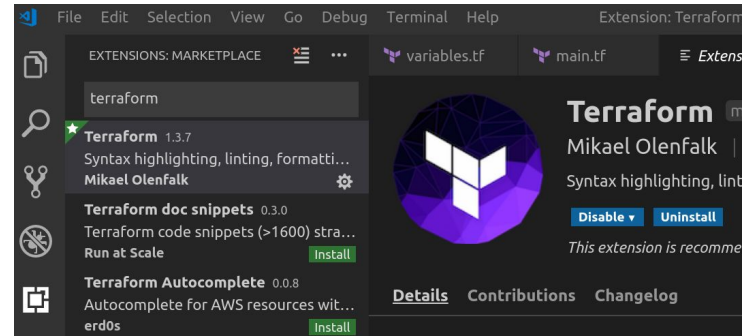 File Edit Selection View Go Debug Terminal Help Extension: Terraform
EXTENSIONS: MARKETPLACE
variables.tf main.tf Extens
terraform
Terraform 1.3.7
Syntax highlighting, linting, formatti...
Mikael Olenfalk
Terraform doc snippets 0.3.0
Terraform code snippets (>1600) stra...
Run at Scale Install
Terraform Autocomplete 0.0.8
Autocomplete for AWS resources wit...
erd0s Install
Terraform m
Mikael Olenfalk |
Syntax highlighting, lint
Disable Uninstall
This extension is recomme
Details Contributions Changelog